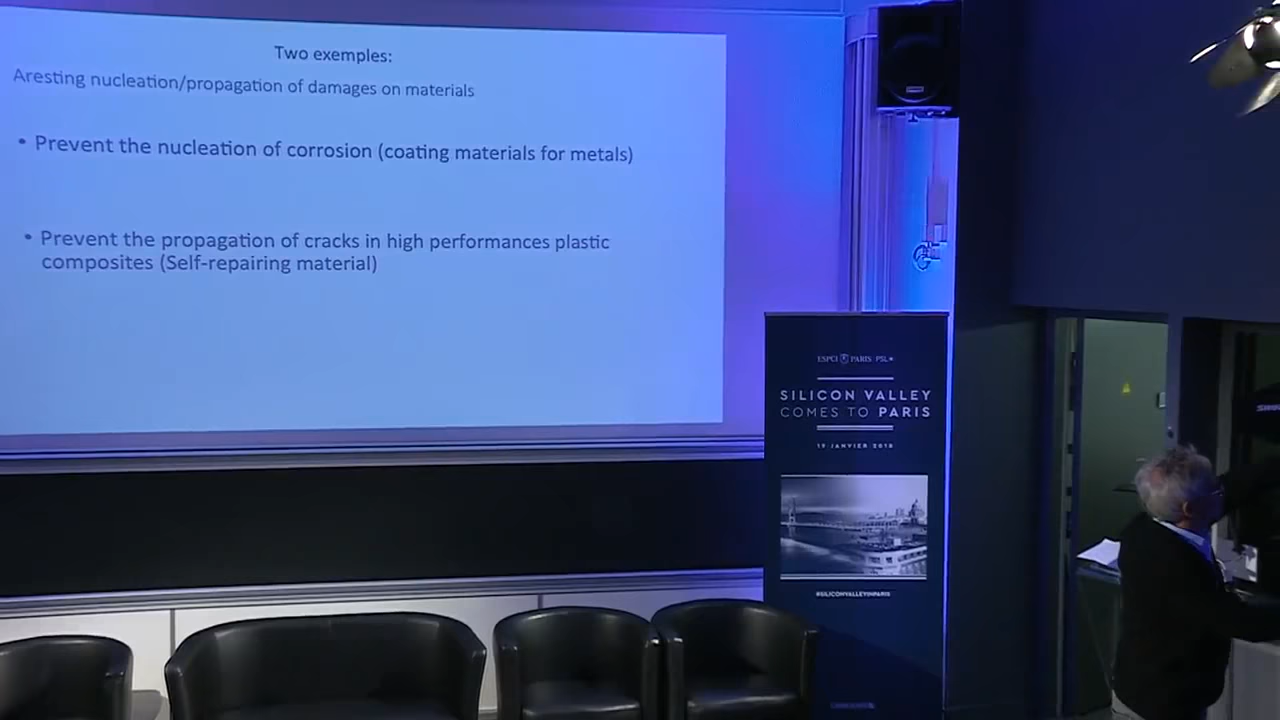 Two exemples:
Aresting nucleation/propagation of damages on materials
• Prevent the nucleation of corrosion (coating materials for metals)
• Prevent the propagation of cracks in high performances plastic
composites (Self-repairing material)
ESPCI PARIS PSL★
SILICON VALLEY
COMES TO PARIS
19 JANVIER 2018
#SILICONVALLEYINPARIS